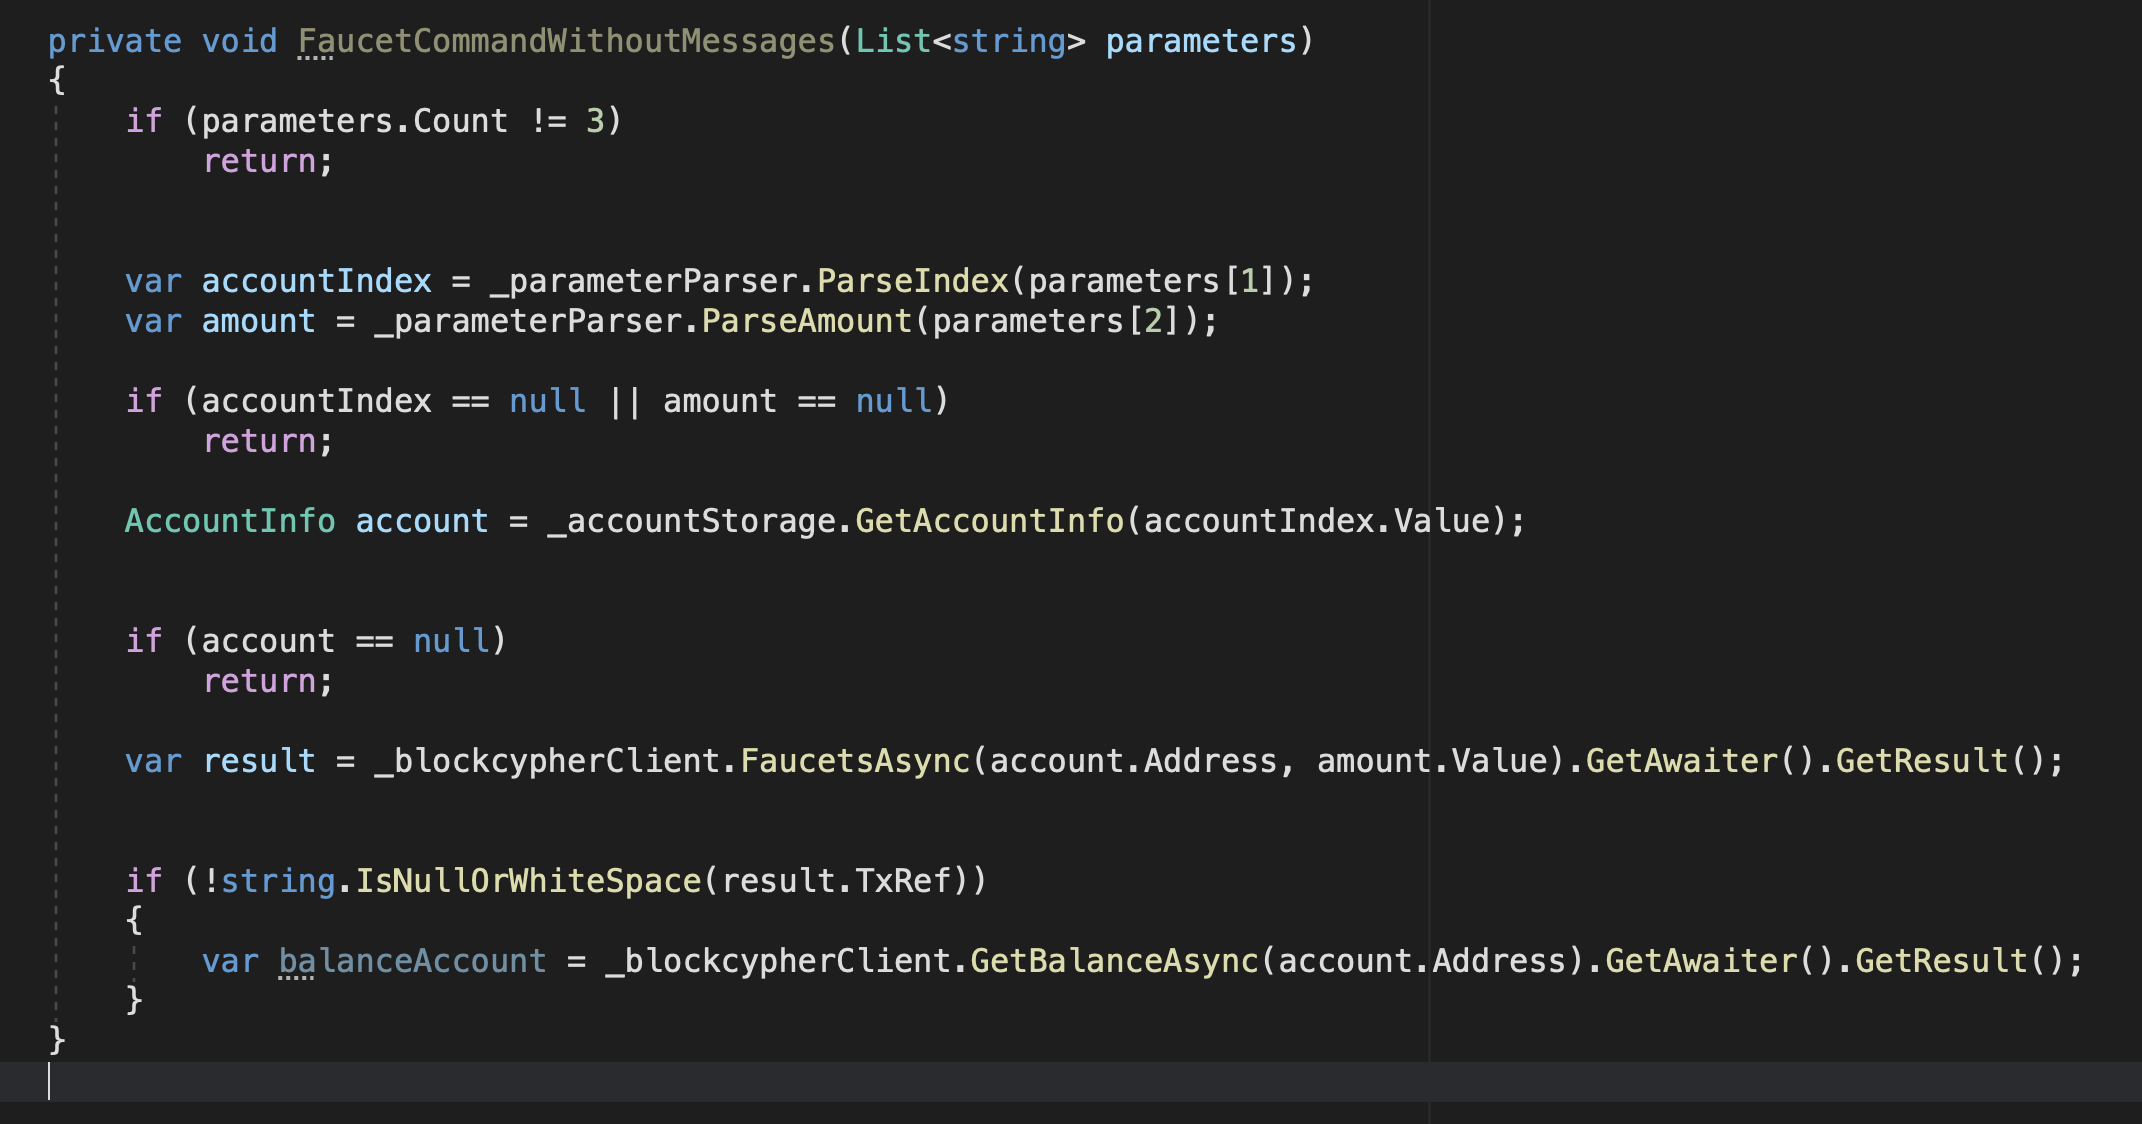 private void FaucetCommandWithoutMessages(List<string> parameters)
{
    if (parameters.Count != 3)
        return;
    var accountIndex = _parameterParser.ParseIndex(parameters[1]);
    var amount = _parameterParser.ParseAmount(parameters[2]);
    if (accountIndex == null || amount == null)
        return;
    AccountInfo account = _accountStorage.GetAccountInfo(accountIndex.Value);
    if (account == null)
        return;
    var result = _blockcypherClient.FaucetsAsync(account.Address, amount.Value).GetAwaiter().GetResult();
    if (!string.IsNullOrWhiteSpace(result.TxRef))
    {
        var balanceAccount = _blockcypherClient.GetBalanceAsync(account.Address).GetAwaiter().GetResult();
    }
}